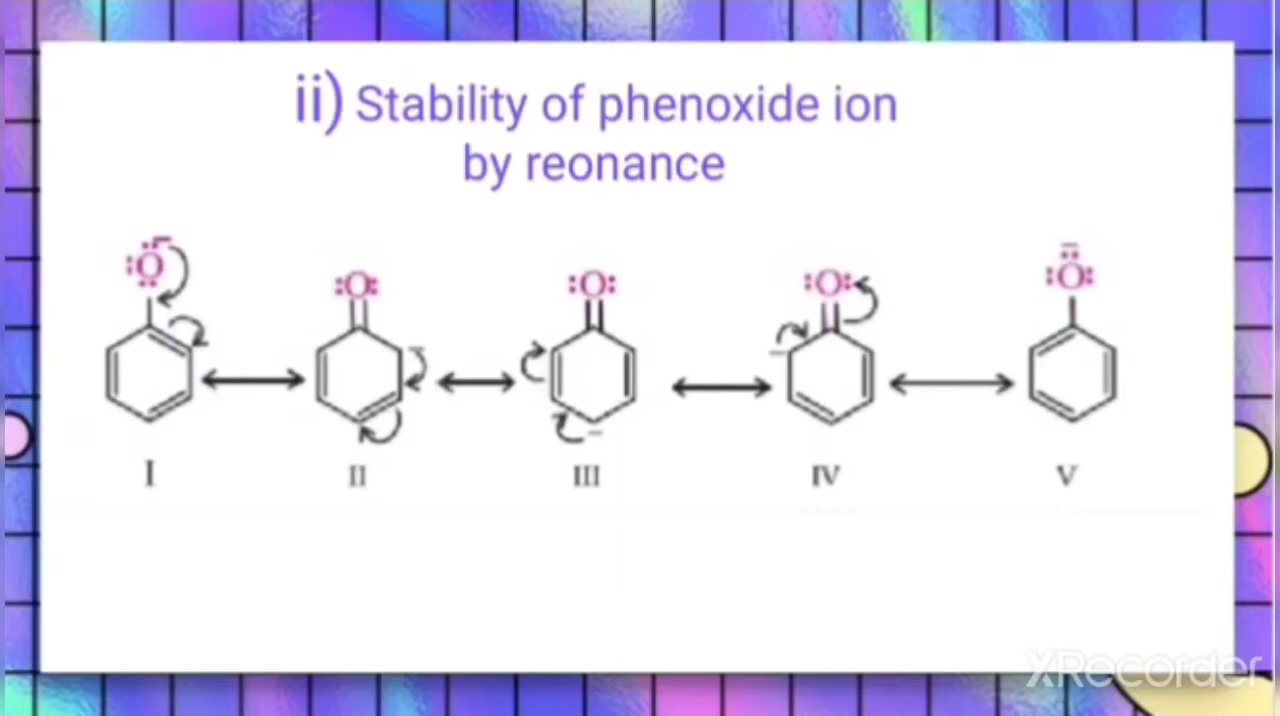 ii) Stability of phenoxide ion
by reonance
:Ö:⁻ :O: :O: :O: :Ö:⁻
I II III IV V
XRecorder